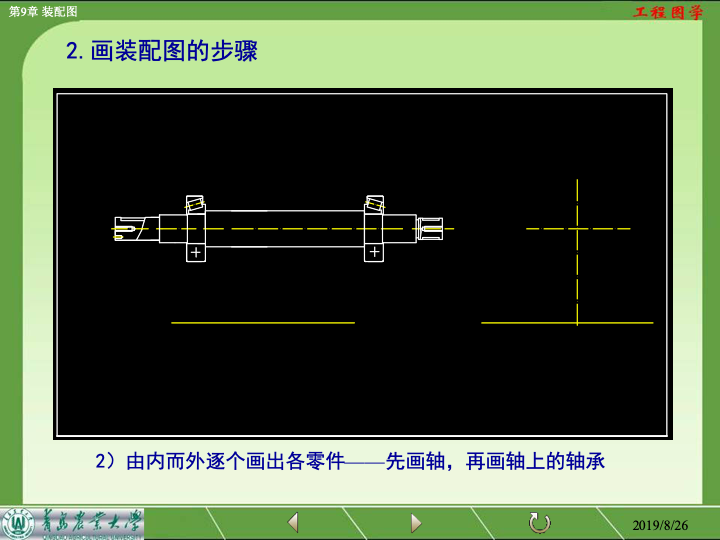 第9章 装配图
工程图学
2.画装配图的步骤
2）由内而外逐个画出各零件——先画轴，再画轴上的轴承
青岛农业大学
2019/8/26